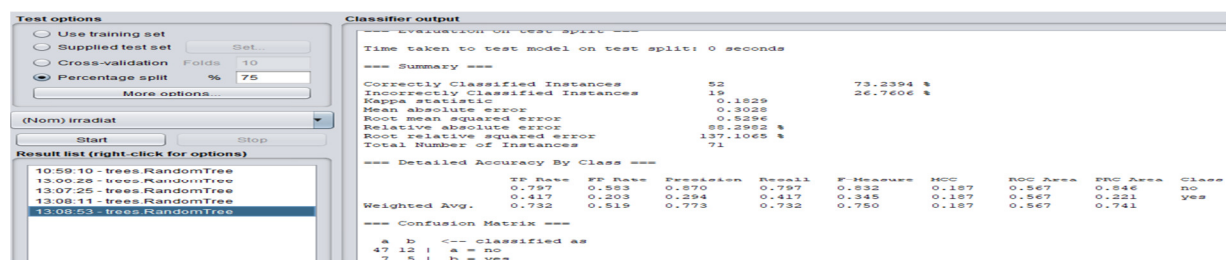 Test options
Use training set
Supplied test set Set...
Cross-validation Folds 10
Percentage split % 75
More options...
(Nom) irradiat
Start Stop
Result list (right-click for options)
10:59:10 - trees.RandomTree
13:06:28 - trees.RandomTree
13:07:25 - trees.RandomTree
13:08:11 - trees.RandomTree
13:08:53 - trees.RandomTree
Classifier output
=== Evaluation on test split ===
Time taken to test model on test split: 0 seconds
=== Summary ===
Correctly Classified Instances 52 73.2394 %
Incorrectly Classified Instances 19 26.7606 %
Kappa statistic 0.1829
Mean absolute error 0.3028
Root mean squared error 0.5296
Relative absolute error 88.2982 %
Root relative squared error 137.1065 %
Total Number of Instances 71
=== Detailed Accuracy By Class ===
TP Rate FP Rate Precision Recall F-Measure MCC ROC Area PRC Area Class
0.797 0.583 0.870 0.797 0.832 0.187 0.567 0.846 no
0.417 0.203 0.294 0.417 0.345 0.187 0.567 0.221 yes
Weighted Avg. 0.732 0.519 0.773 0.732 0.750 0.187 0.567 0.741
=== Confusion Matrix ===
a b <-- classified as
47 12 | a = no
7 5 | b = yes